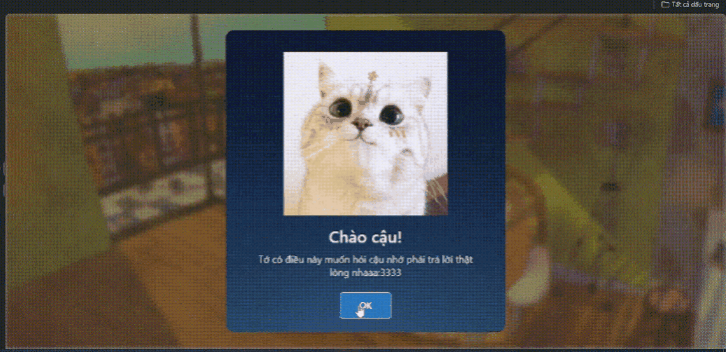 Tất cả dấu trang
Chào cậu!
Tớ có điều này muốn hỏi cậu nhớ phải trả lời thật
lòng nhaaa:3333
OK